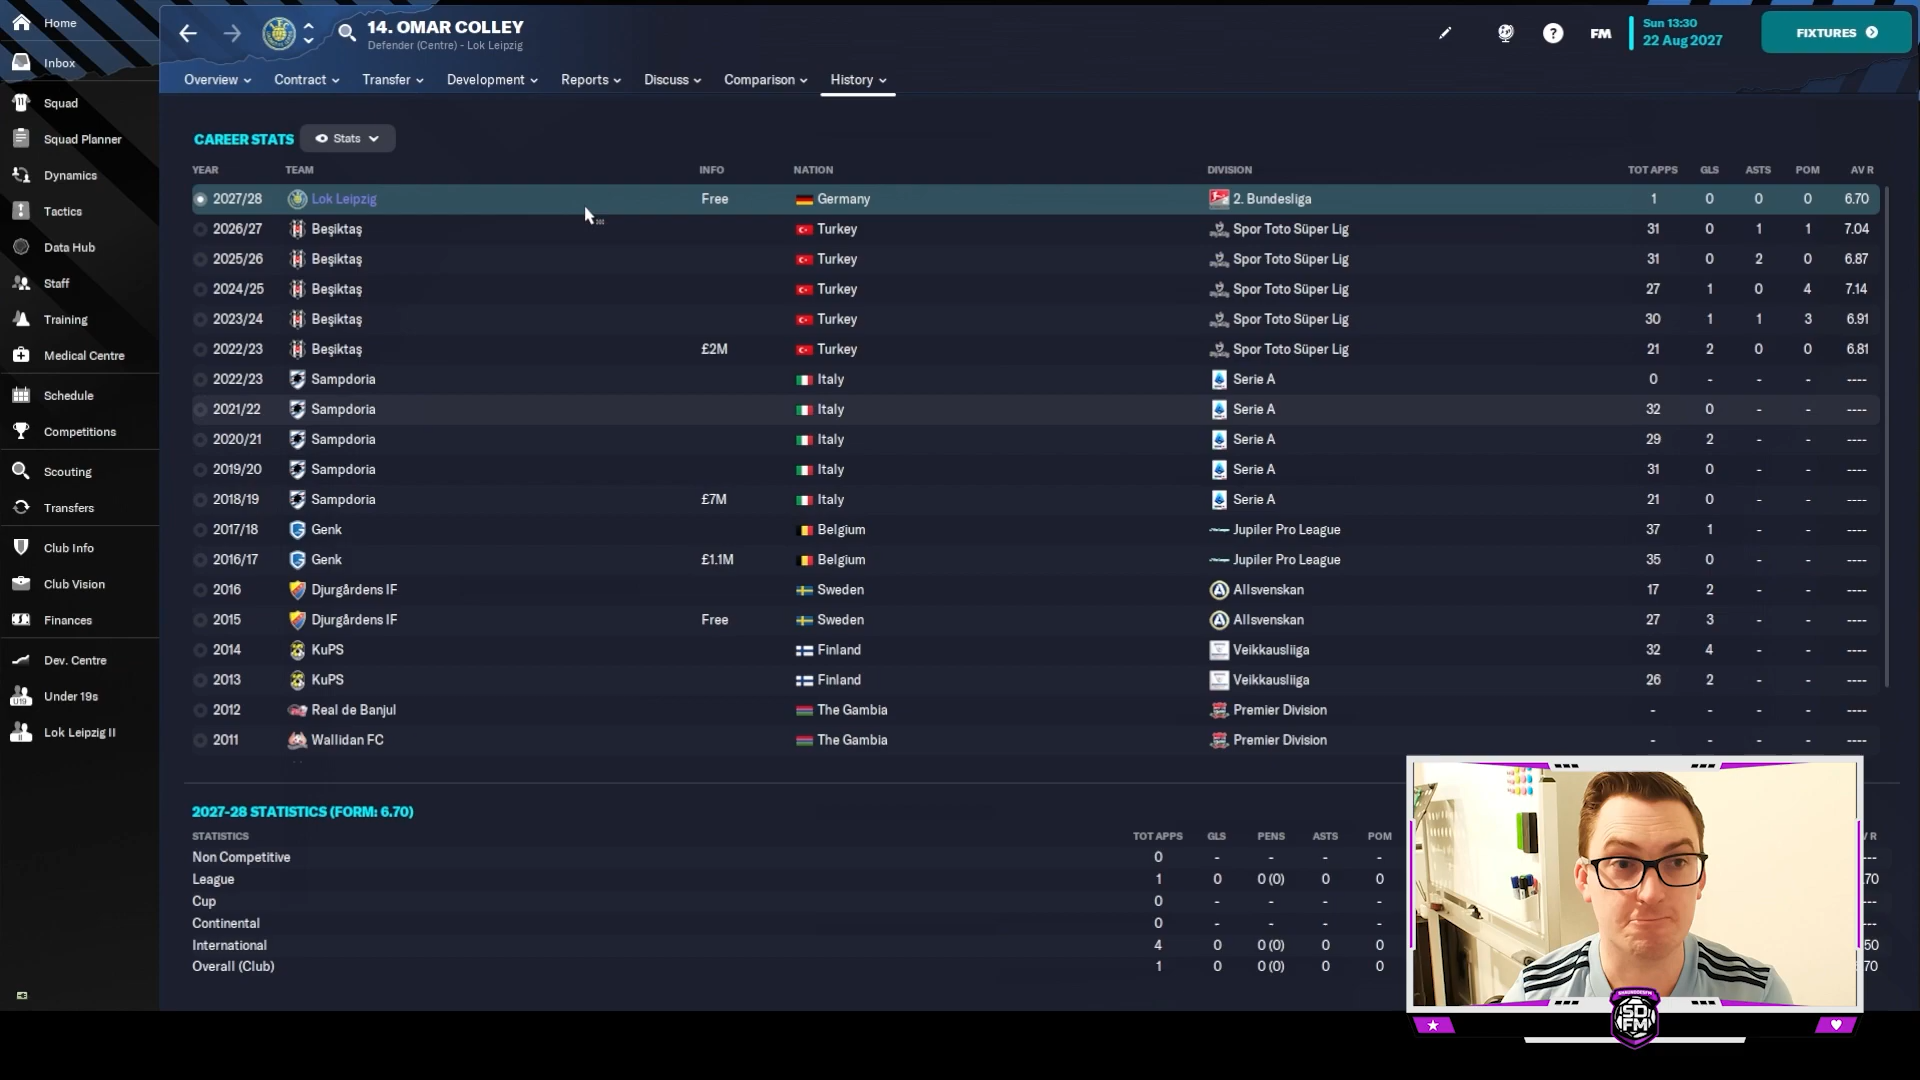 Home
Inbox
Squad
Squad Planner
Dynamics
Tactics
Data Hub
Staff
Training
Medical Centre
Schedule
Competitions
Scouting
Transfers
Club Info
Club Vision
Finances
Dev. Centre
Under 19s
Lok Leipzig II
14. OMAR COLLEY
Defender (Centre) - Lok Leipzig
FM
Sun 13:30
22 Aug 2027
FIXTURES
Overview Contract Transfer Development Reports Discuss Comparison History
CAREER STATS Stats
YEAR TEAM INFO NATION DIVISION TOT APPS GLS ASTS POM AV R
2027/28 Lok Leipzig Free Germany 2. Bundesliga 1 0 0 0 6.70
2026/27 Beşiktaş Turkey Spor Toto Süper Lig 31 0 1 1 7.04
2025/26 Beşiktaş Turkey Spor Toto Süper Lig 31 0 2 0 6.87
2024/25 Beşiktaş Turkey Spor Toto Süper Lig 27 1 0 4 7.14
2023/24 Beşiktaş Turkey Spor Toto Süper Lig 30 1 1 3 6.91
2022/23 Beşiktaş £2M Turkey Spor Toto Süper Lig 21 2 0 0 6.81
2022/23 Sampdoria Italy Serie A 0 - - - ----
2021/22 Sampdoria Italy Serie A 32 0 - - ----
2020/21 Sampdoria Italy Serie A 29 2 - - ----
2019/20 Sampdoria Italy Serie A 31 0 - - ----
2018/19 Sampdoria £7M Italy Serie A 21 0 - - ----
2017/18 Genk Belgium Jupiler Pro League 37 1 - - ----
2016/17 Genk £1.1M Belgium Jupiler Pro League 35 0 - - ----
2016 Djurgårdens IF Sweden Allsvenskan 17 2 - - ----
2015 Djurgårdens IF Free Sweden Allsvenskan 27 3 - - ----
2014 KuPS Finland Veikkausliiga 32 4 - - ----
2013 KuPS Finland Veikkausliiga 26 2 - - ----
2012 Real de Banjul The Gambia Premier Division - - - - ----
2011 Wallidan FC The Gambia Premier Division - - - - ----
2027-28 STATISTICS (FORM: 6.70)
STATISTICS TOT APPS GLS PENS ASTS POM
Non Competitive 0 - - - -
League 1 0 0 (0) 0 0
Cup 0 - - - -
Continental 0 - - - -
International 4 0 0 (0) 0 0
Overall (Club) 1 0 0 (0) 0 0
SD
FM